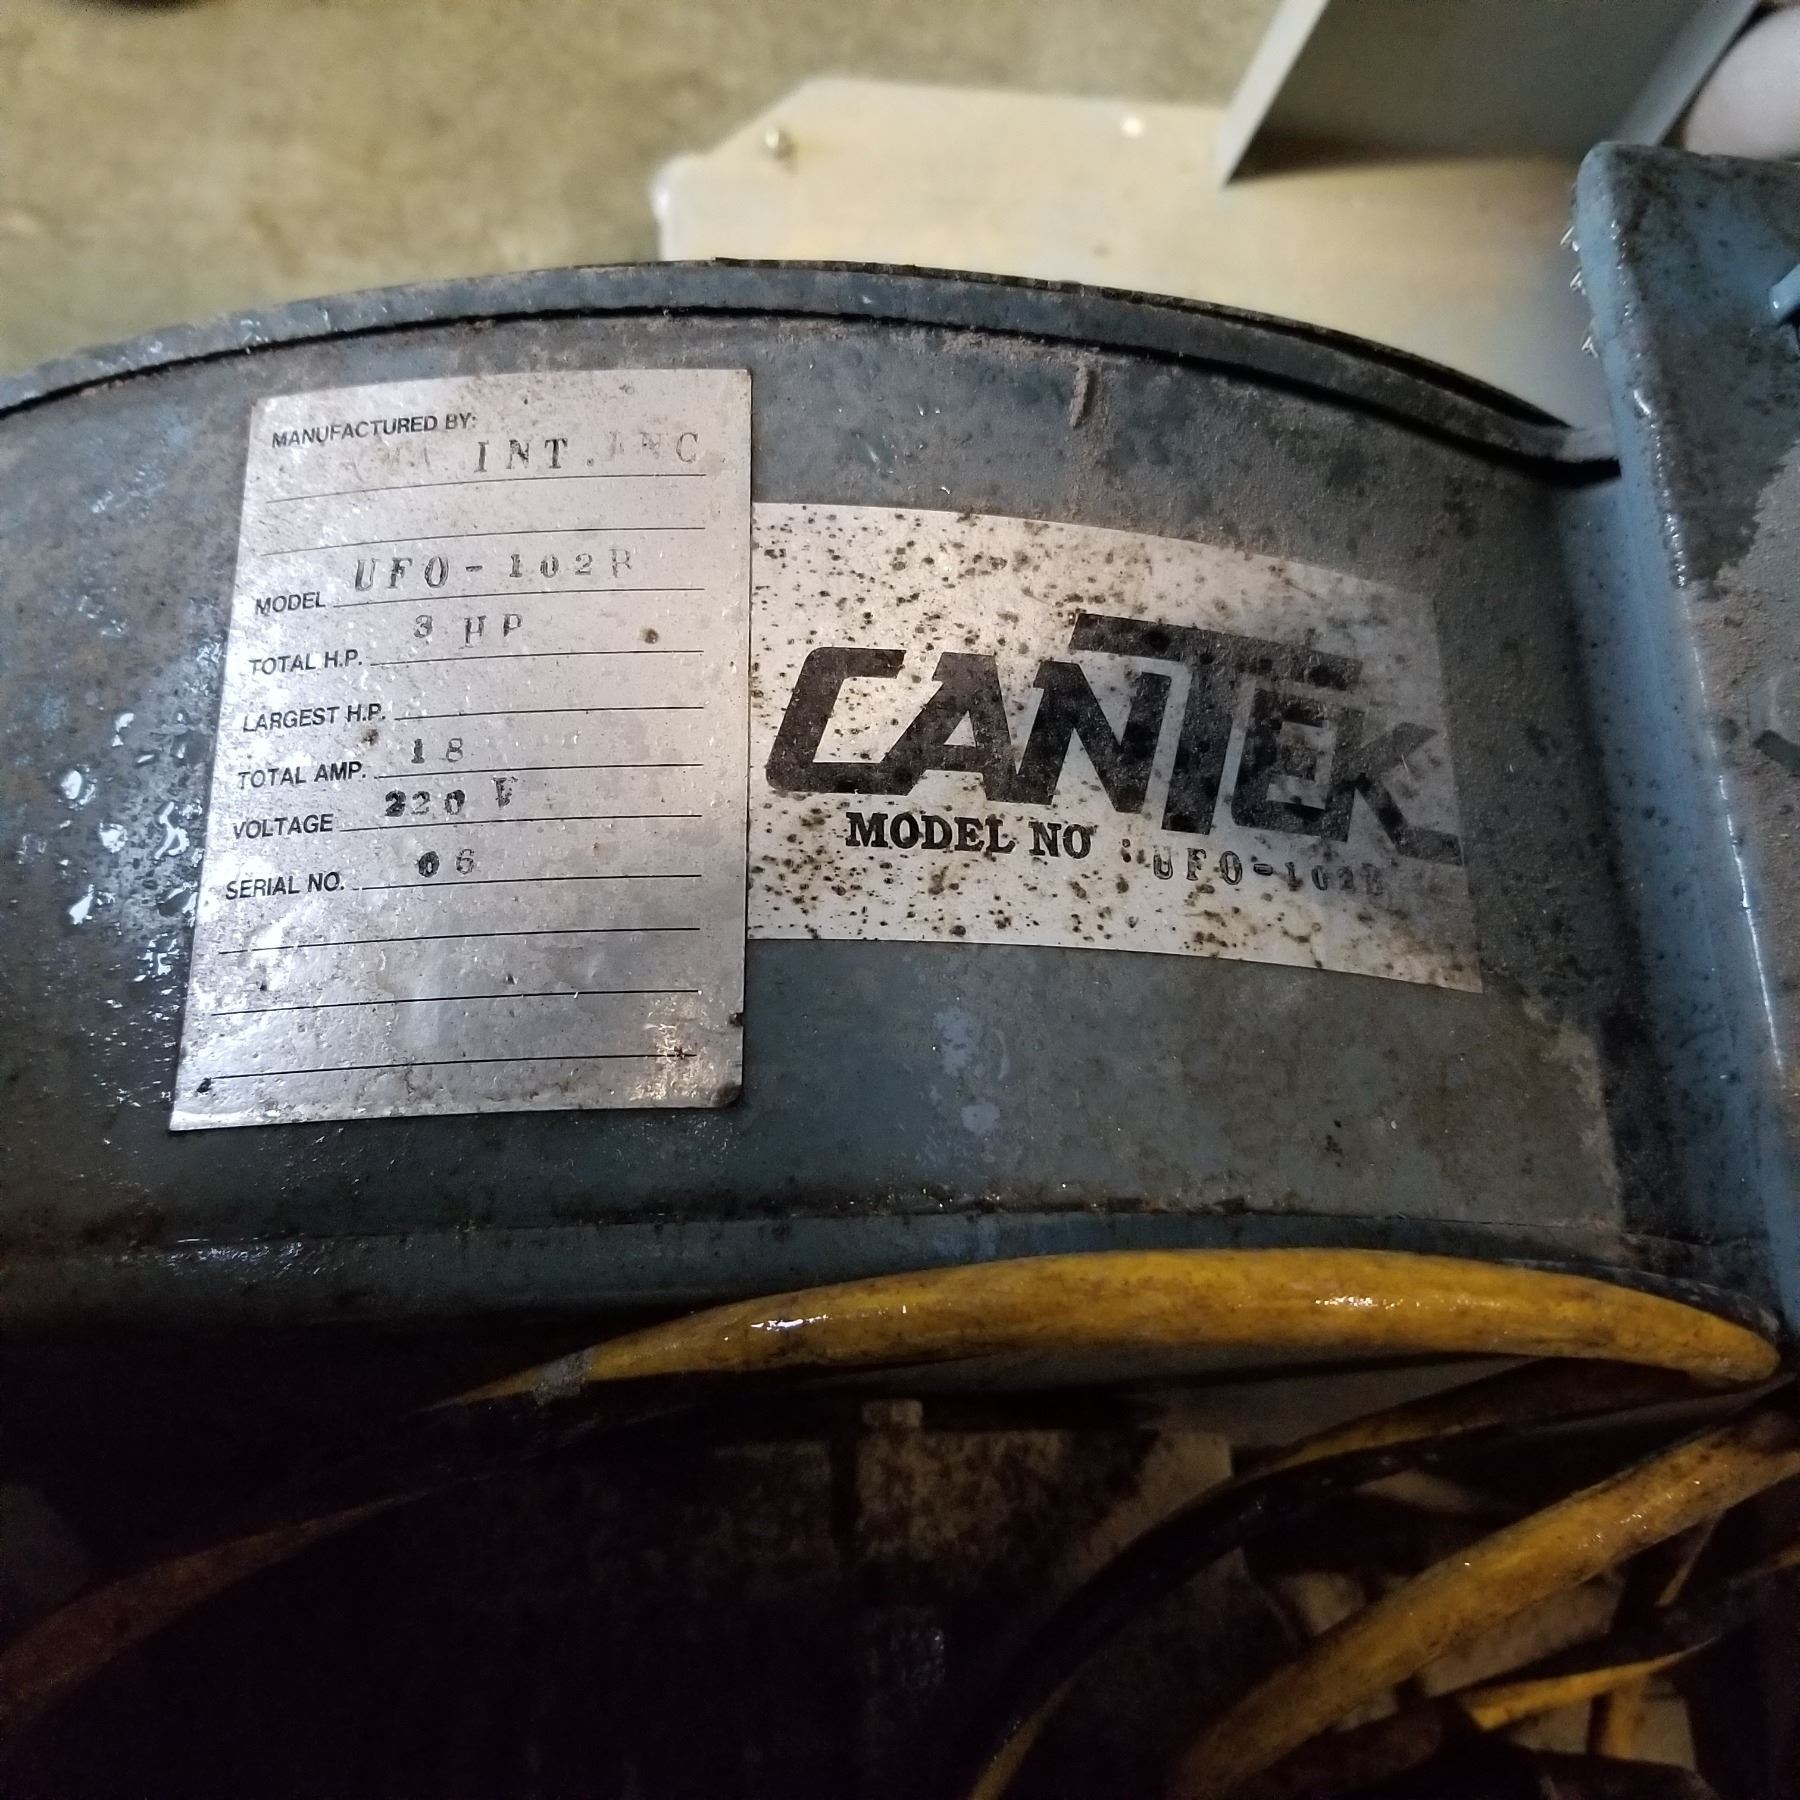 MANUFACTURED BY:
INT. INC
MODEL UFO-102B
TOTAL H.P. 3 HP
LARGEST H.P.
TOTAL AMP. 18
VOLTAGE 220 V
SERIAL NO. 06
CANTEK
MODEL NO : UFO-102B